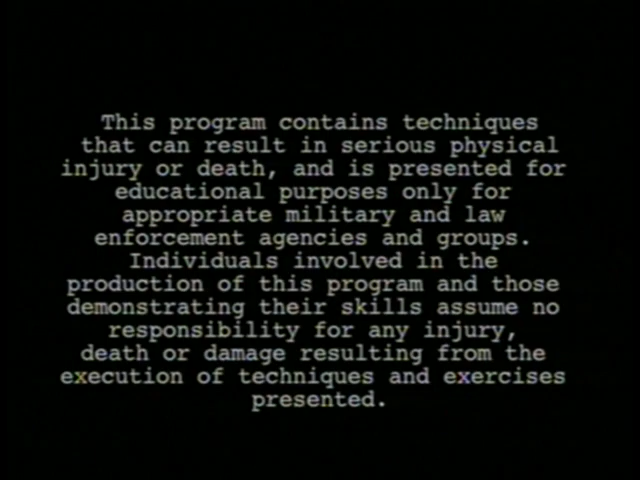 This program contains techniques
that can result in serious physical
injury or death, and is presented for
educational purposes only for
appropriate military and law
enforcement agencies and groups.
Individuals involved in the
production of this program and those
demonstrating their skills assume no
responsibility for any injury,
death or damage resulting from the
execution of techniques and exercises
presented.